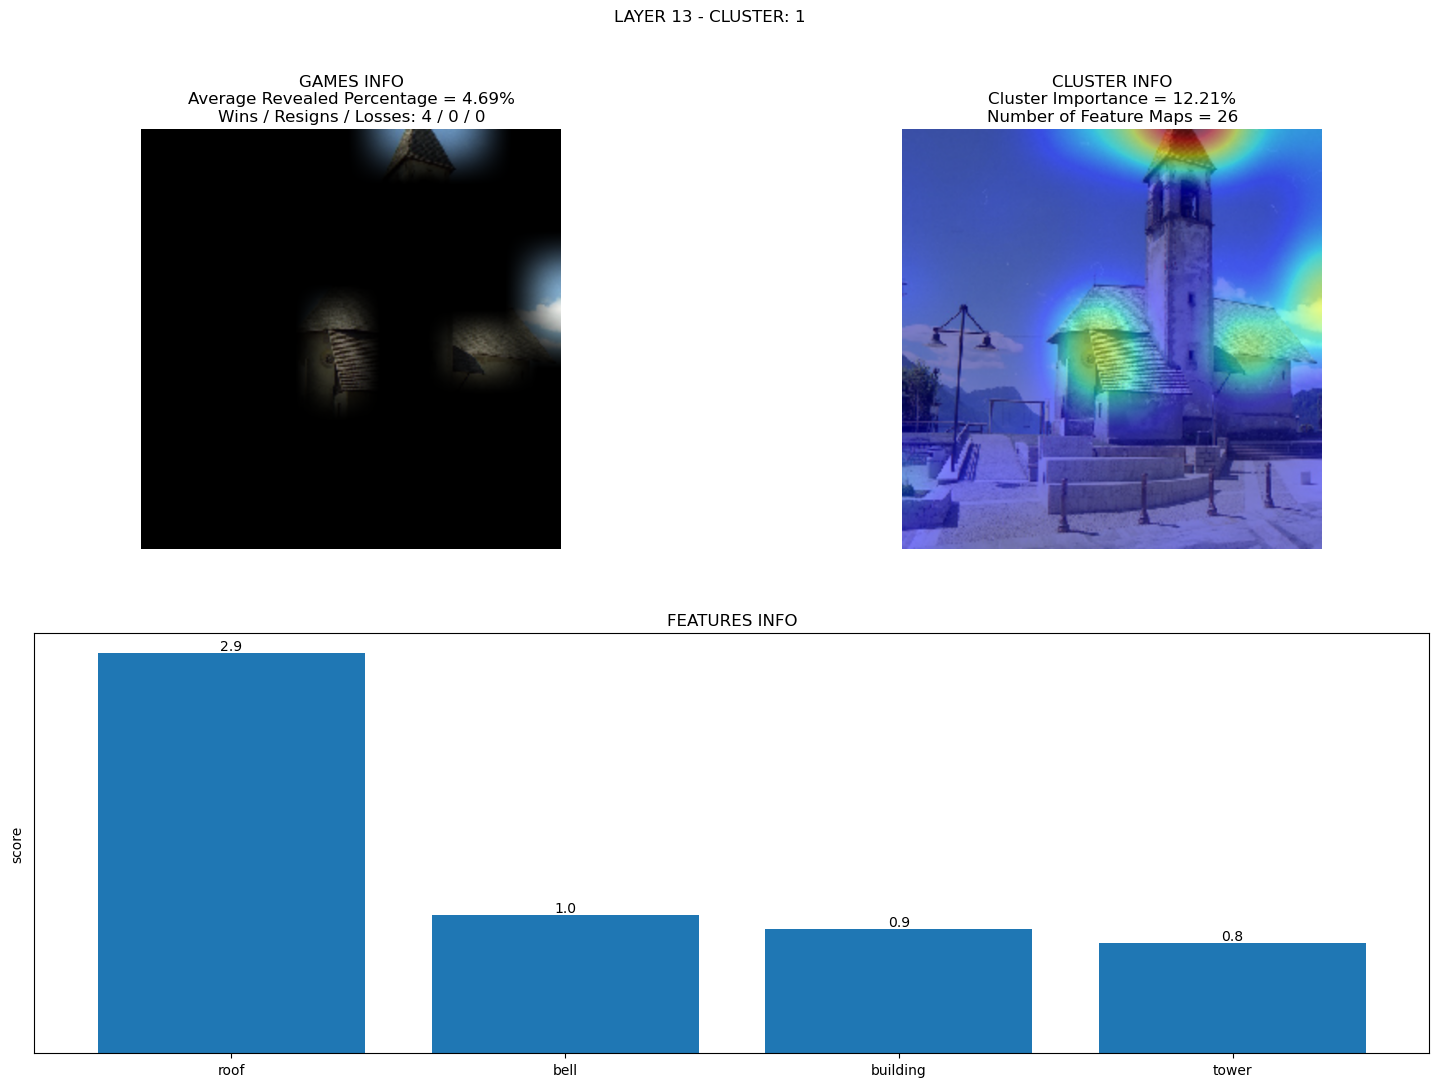 LAYER 13 - CLUSTER: 1
GAMES INFO
Average Revealed Percentage = 4.69%
Wins / Resigns / Losses: 4 / 0 / 0
CLUSTER INFO
Cluster Importance = 12.21%
Number of Feature Maps = 26
FEATURES INFO
score
2.9
1.0
0.9
0.8
roof
bell
building
tower